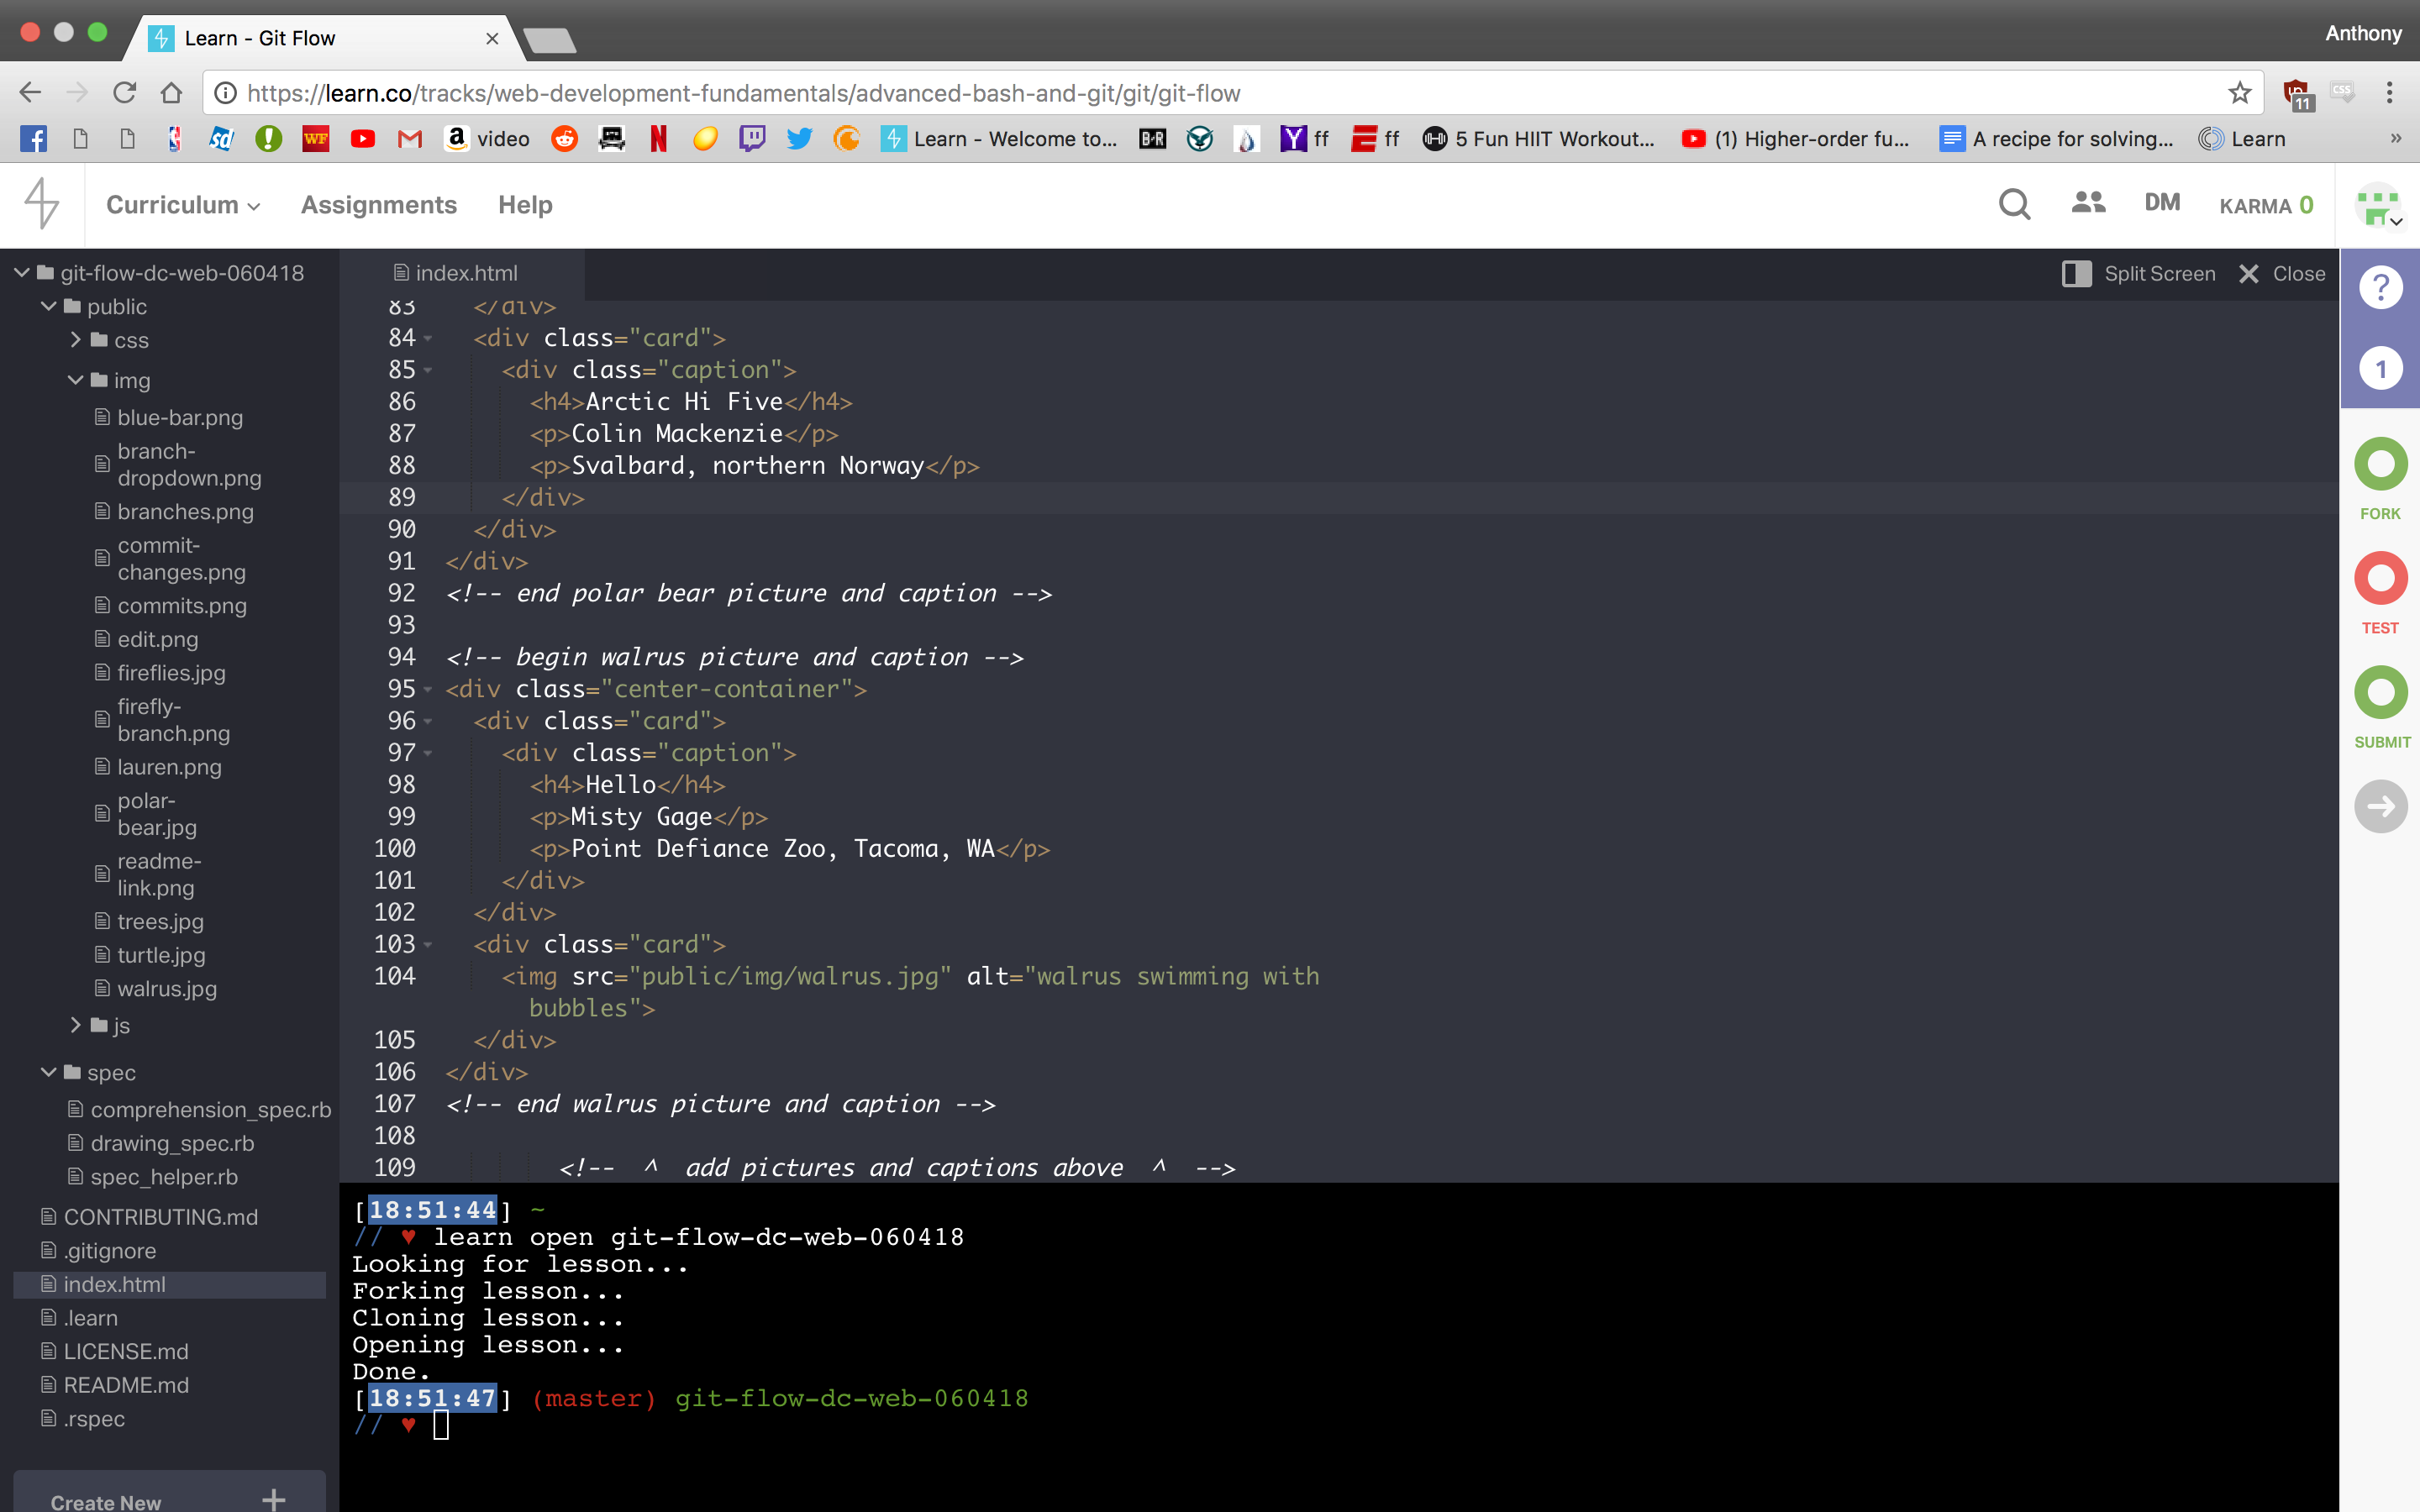 Learn - Git Flow
Anthony
https://learn.co/tracks/web-development-fundamentals/advanced-bash-and-git/git/git-flow
11
CSS
sd
WF
a video
N
Learn - Welcome to...
B/R
Y ff
E ff
5 Fun HIIT Workout...
(1) Higher-order fu...
A recipe for solving...
Learn
»
Curriculum
Assignments
Help
DM
KARMA 0
git-flow-dc-web-060418
public
css
img
blue-bar.png
branch-
dropdown.png
branches.png
commit-
changes.png
commits.png
edit.png
fireflies.jpg
firefly-
branch.png
lauren.png
polar-
bear.jpg
readme-
link.png
trees.jpg
turtle.jpg
walrus.jpg
js
spec
comprehension_spec.rb
drawing_spec.rb
spec_helper.rb
CONTRIBUTING.md
.gitignore
index.html
.learn
LICENSE.md
README.md
.rspec
Create New +
index.html
Split Screen
Close
83 </div>
84 <div class="card">
85 <div class="caption">
86 <h4>Arctic Hi Five</h4>
87 <p>Colin Mackenzie</p>
88 <p>Svalbard, northern Norway</p>
89 </div>
90 </div>
91 </div>
92 <!-- end polar bear picture and caption -->
93
94 <!-- begin walrus picture and caption -->
95 <div class="center-container">
96 <div class="card">
97 <div class="caption">
98 <h4>Hello</h4>
99 <p>Misty Gage</p>
100 <p>Point Defiance Zoo, Tacoma, WA</p>
101 </div>
102 </div>
103 <div class="card">
104 <img src="public/img/walrus.jpg" alt="walrus swimming with
bubbles">
105 </div>
106 </div>
107 <!-- end walrus picture and caption -->
108
109 <!-- ^ add pictures and captions above ^ -->
[18:51:44] ~
// ♥ learn open git-flow-dc-web-060418
Looking for lesson...
Forking lesson...
Cloning lesson...
Opening lesson...
Done.
[18:51:47] (master) git-flow-dc-web-060418
// ♥
?
1
FORK
TEST
SUBMIT